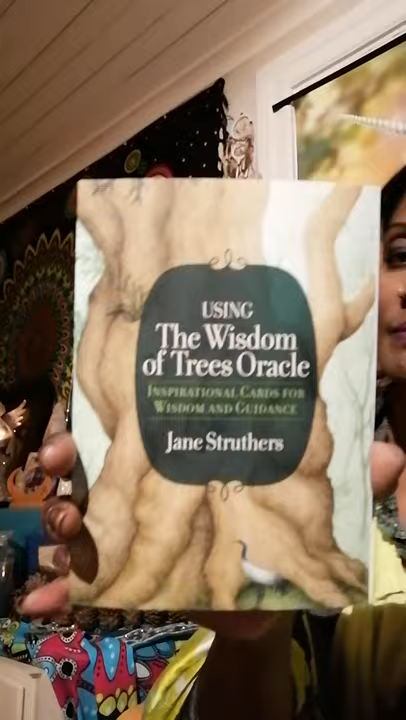 USING
The Wisdom
of Trees Oracle
INSPIRATIONAL CARDS FOR
WISDOM AND GUIDANCE
Jane Struthers